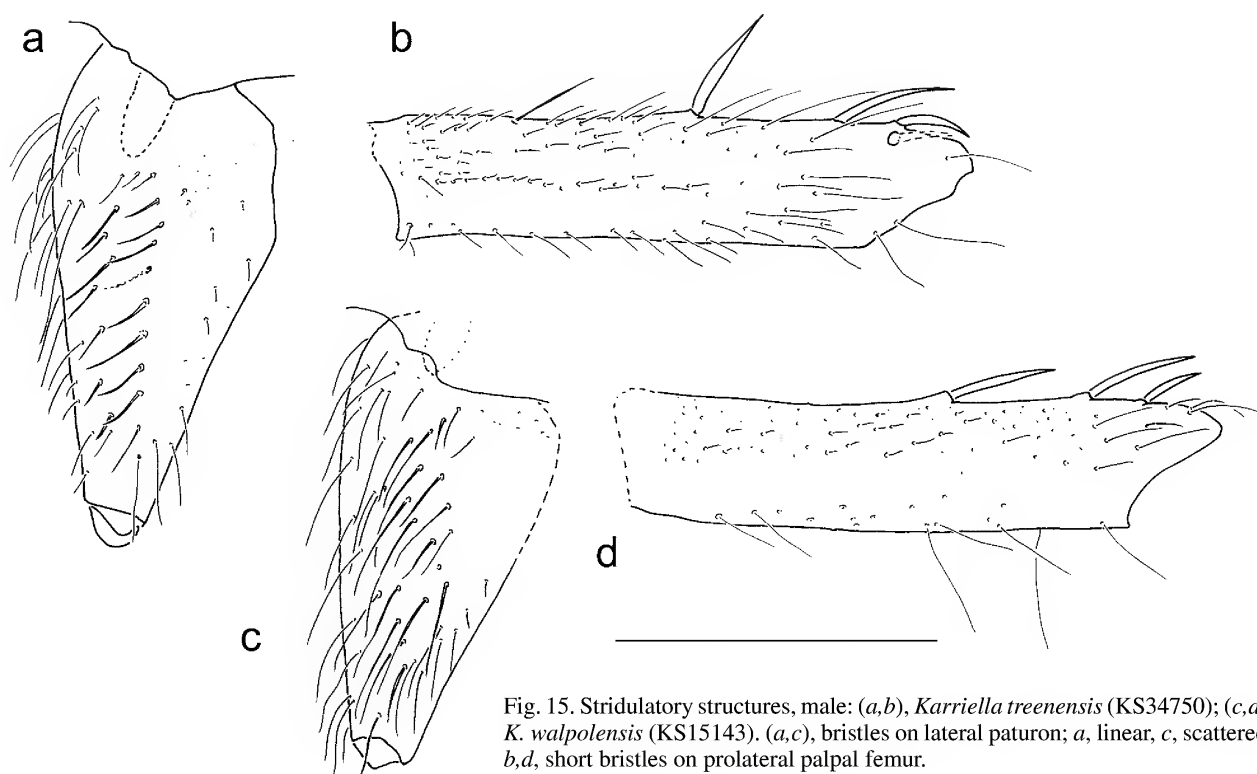 a
b
c
d
Fig. 15. Stridulatory structures, male: (a,b), Karriella treenensis (KS34750); (c,d
K. walpolensis (KS15143). (a,c), bristles on lateral paturon; a, linear, c, scattere
b,d, short bristles on prolateral palpal femur.